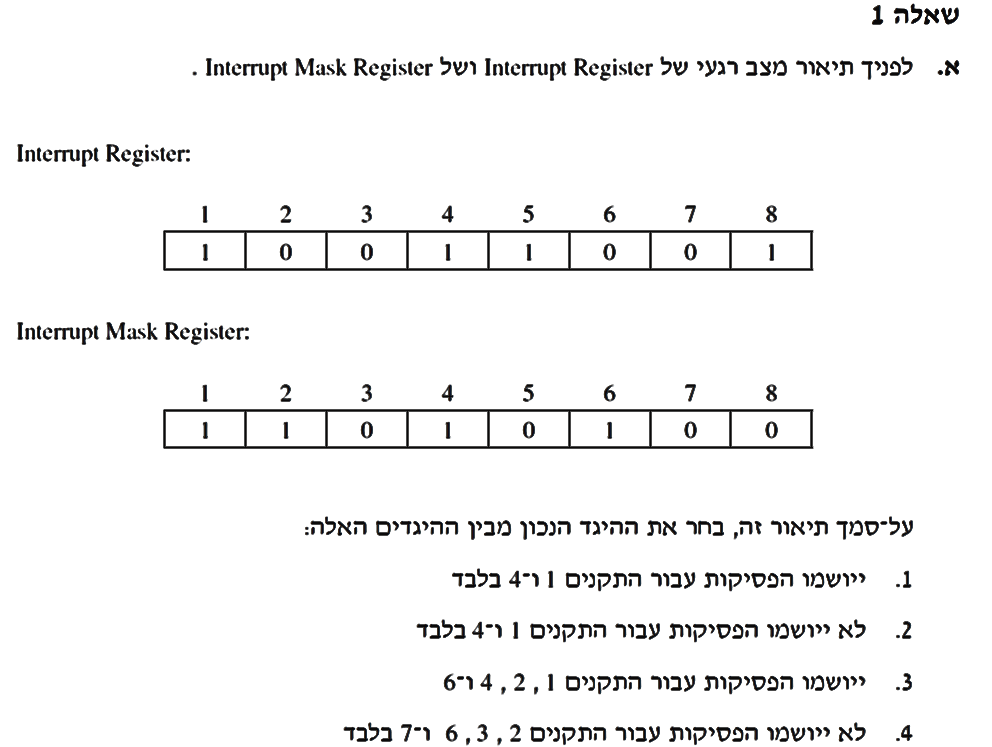 שאלה 1
א. לפניך תיאור מצב רגעי של Interrupt Register ושל Interrupt Mask Register .
Interrupt Register:
1 2 3 4 5 6 7 8
1 0 0 1 1 0 0 1
Interrupt Mask Register:
1 2 3 4 5 6 7 8
1 1 0 1 0 1 0 0
על־סמך תיאור זה, בחר את ההיגד הנכון מבין ההיגדים האלה:
1. ייושמו הפסיקות עבור התקנים 1 ו־4 בלבד
2. לא ייושמו הפסיקות עבור התקנים 1 ו־4 בלבד
3. ייושמו הפסיקות עבור התקנים 1 , 2 , 4 ו־6
4. לא ייושמו הפסיקות עבור התקנים 2 , 3 , 6 ו־7 בלבד